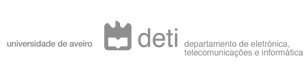 universidade de aveiro
deti
departamento de eletrónica,
telecomunicações e informática